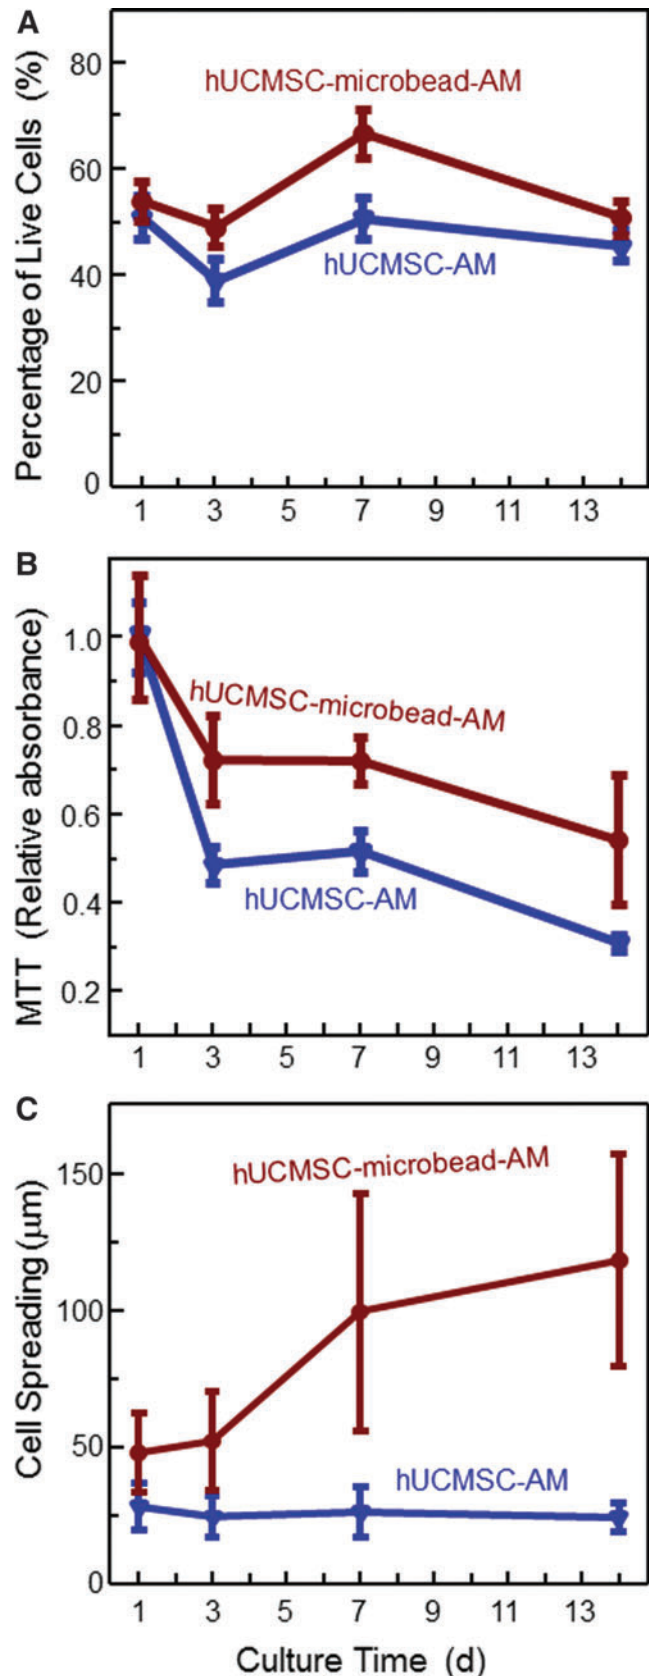 A
Percentage of Live Cells (%)
80
60
40
20
0
hUCMSC-microbead-AM
hUCMSC-AM
1 3 5 7 9 11 13
B
MTT (Relative absorbance)
1.0
0.8
0.6
0.4
0.2
hUCMSC-microbead-AM
hUCMSC-AM
1 3 5 7 9 11 13
C
Cell Spreading (μm)
150
100
50
0
hUCMSC-microbead-AM
hUCMSC-AM
1 3 5 7 9 11 13
Culture Time (d)